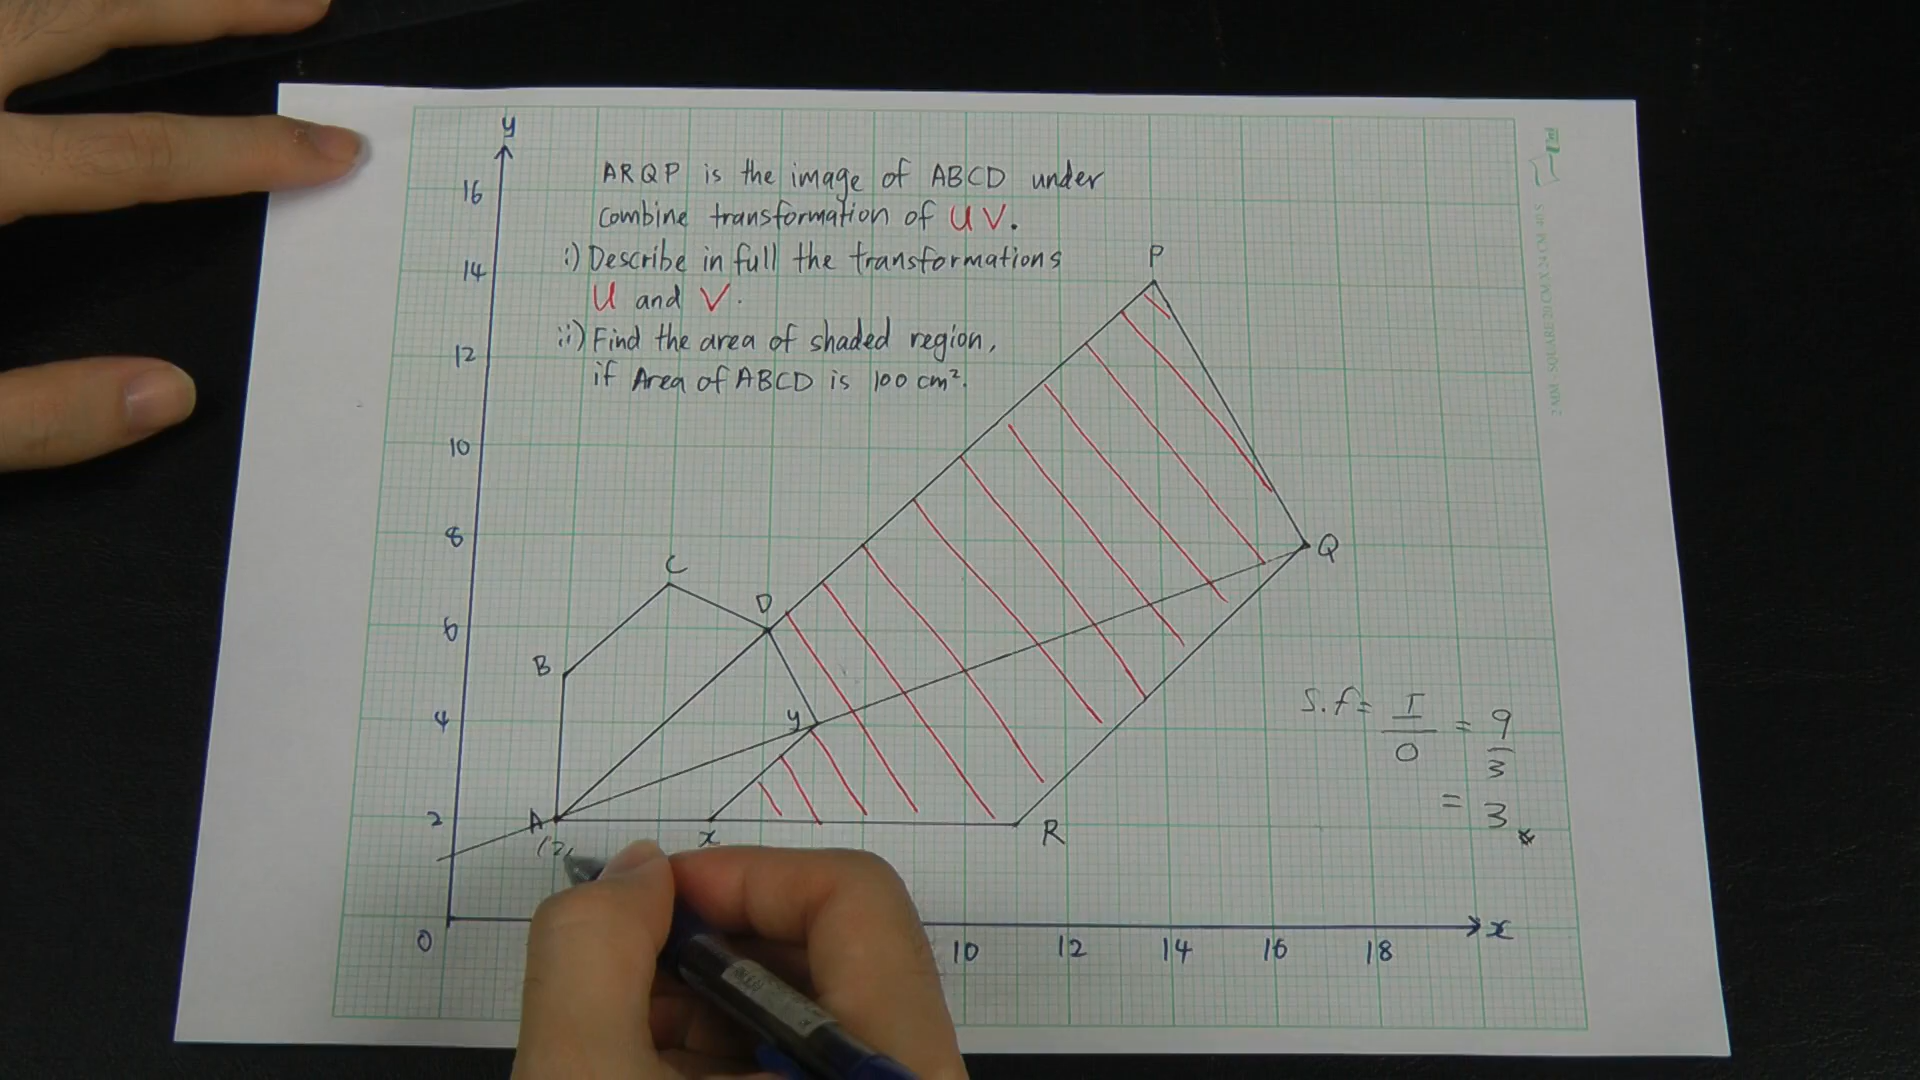 y
ARQP is the image of ABCD under
16
combine transformation of UV.
i) Describe in full the transformations
P
14
U and V.
ii) Find the area of shaded region,
12
if Area of ABCD is 100 cm².
10
8
Q
C
D
6
B
S.f = I/O = 9/3
y
4
= 3
2
A
x
R
(2,
0
10 12 14 16 18
x